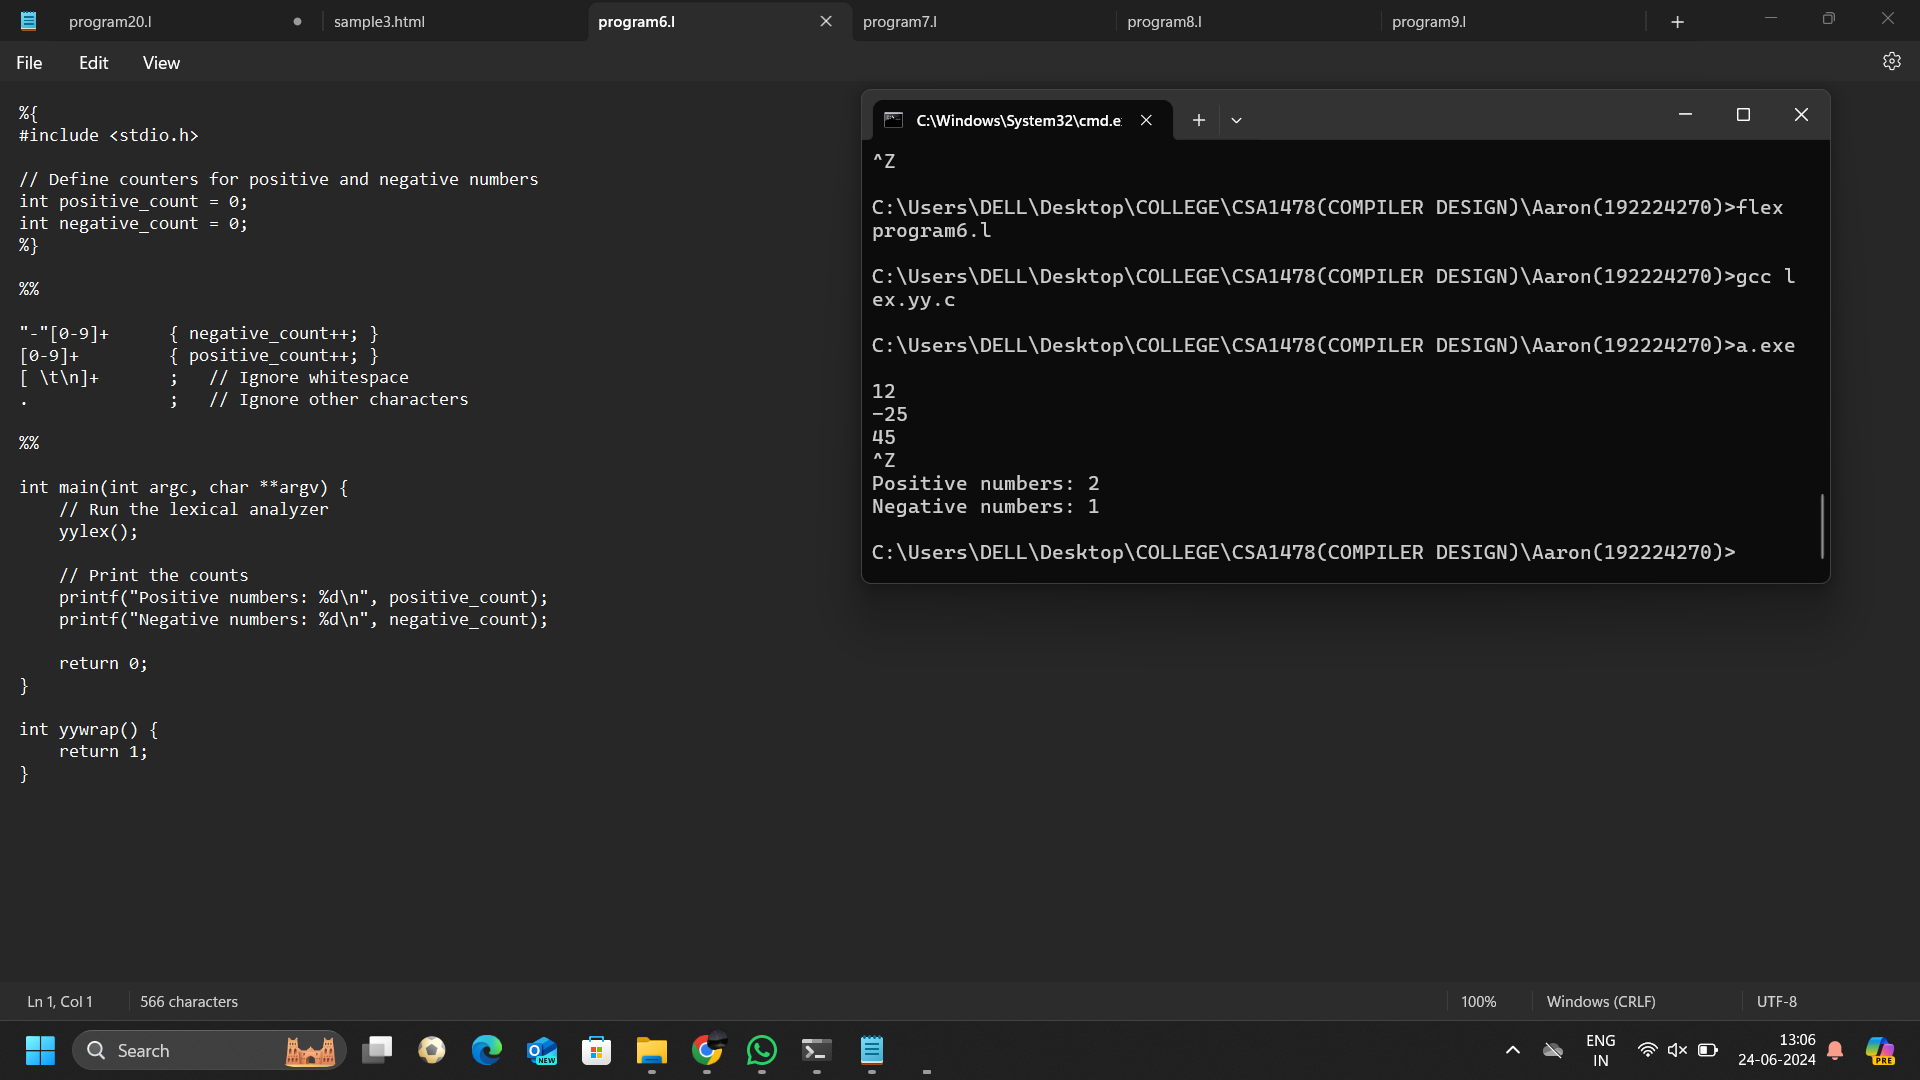 program20.l
sample3.html
program6.l
program7.l
program8.l
program9.l
File
Edit
View
%{
#include <stdio.h>
// Define counters for positive and negative numbers
int positive_count = 0;
int negative_count = 0;
%}
%%
"-"[0-9]+      { negative_count++; }
[0-9]+         { positive_count++; }
[ \t\n]+       ;   // Ignore whitespace
.              ;   // Ignore other characters
%%
int main(int argc, char **argv) {
    // Run the lexical analyzer
    yylex();
    // Print the counts
    printf("Positive numbers: %d\n", positive_count);
    printf("Negative numbers: %d\n", negative_count);
    return 0;
}
int yywrap() {
    return 1;
}
C:\Windows\System32\cmd.e
^Z
C:\Users\DELL\Desktop\COLLEGE\CSA1478(COMPILER DESIGN)\Aaron(192224270)>flex
program6.l
C:\Users\DELL\Desktop\COLLEGE\CSA1478(COMPILER DESIGN)\Aaron(192224270)>gcc l
ex.yy.c
C:\Users\DELL\Desktop\COLLEGE\CSA1478(COMPILER DESIGN)\Aaron(192224270)>a.exe
12
-25
45
^Z
Positive numbers: 2
Negative numbers: 1
C:\Users\DELL\Desktop\COLLEGE\CSA1478(COMPILER DESIGN)\Aaron(192224270)>
Ln 1, Col 1
566 characters
100%
Windows (CRLF)
UTF-8
Search
NEW
ENG
IN
13:06
24-06-2024
PRE